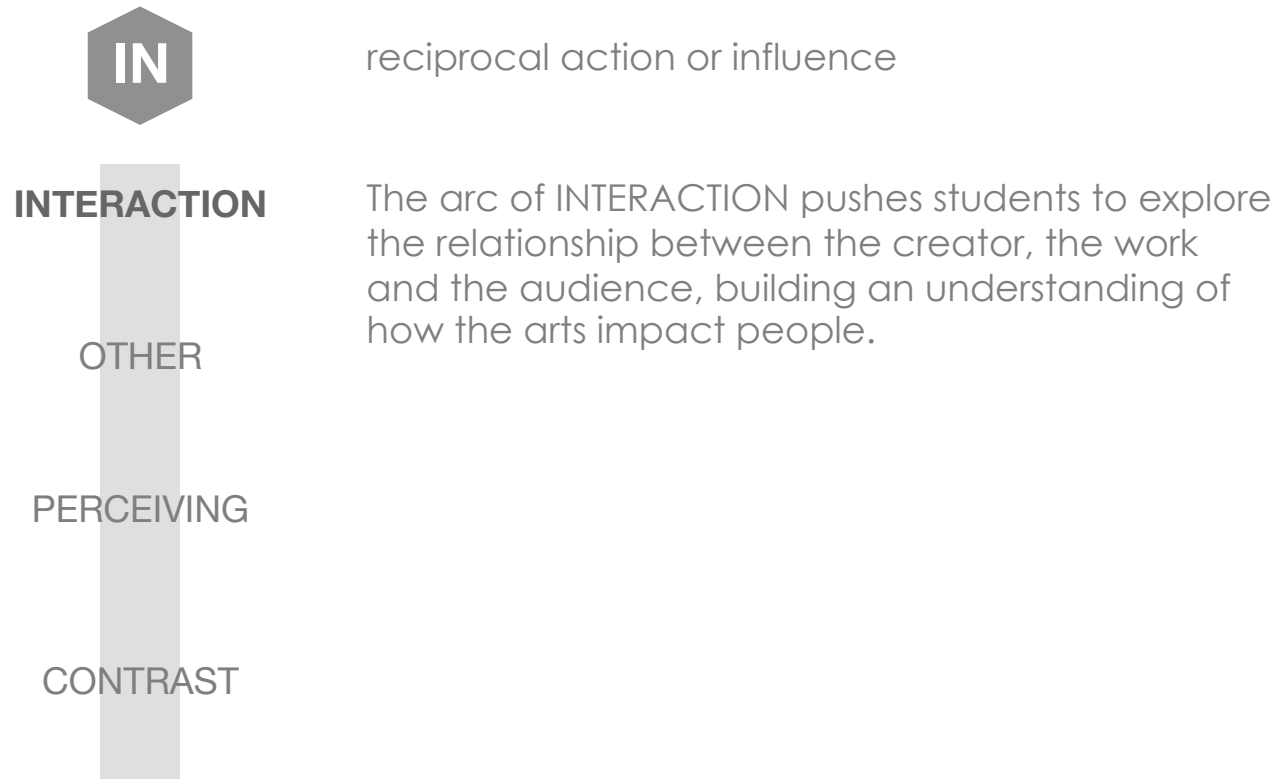 IN
reciprocal action or influence
INTERACTION
The arc of INTERACTION pushes students to explore
the relationship between the creator, the work
and the audience, building an understanding of
how the arts impact people.
OTHER
PERCEIVING
CONTRAST